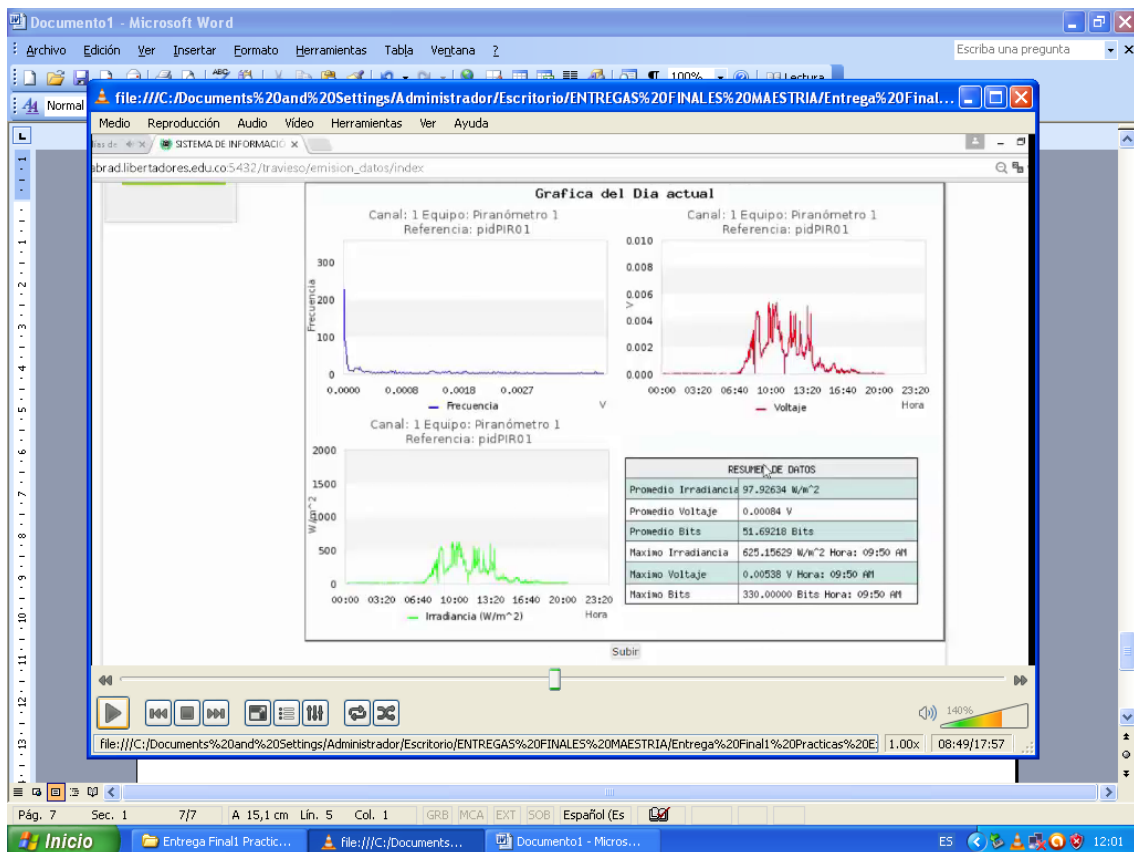 Documento1 - Microsoft Word
Archivo Edición Ver Insertar Formato Herramientas Tabla Ventana ?
Escriba una pregunta
100% Lectura
Normal
file:///C:/Documents%20and%20Settings/Administrador/Escritorio/ENTREGAS%20FINALES%20MAESTRIA/Entrega%20Final...
Medio Reproducción Audio Vídeo Herramientas Ver Ayuda
SISTEMA DE INFORMACIÓ
abrad.libertadores.edu.co:5432/travieso/emision_datos/index
Grafica del Dia actual
Canal: 1 Equipo: Piranómetro 1
Referencia: pidPIR01
Frecuencia
300
200
100
0
0.0000 0.0008 0.0018 0.0027
Frecuencia V
Canal: 1 Equipo: Piranómetro 1
Referencia: pidPIR01
V
0.010
0.008
0.006
0.004
0.002
0.000
00:00 03:20 06:40 10:00 13:20 16:40 20:00 23:20
Voltaje Hora
Canal: 1 Equipo: Piranómetro 1
Referencia: pidPIR01
W/m^2
2000
1500
1000
500
0
00:00 03:20 06:40 10:00 13:20 16:40 20:00 23:20
Irradiancia (W/m^2) Hora
RESUMEN DE DATOS
Promedio Irradiancia 97.92634 W/m^2
Promedio Voltaje 0.00084 V
Promedio Bits 51.69218 Bits
Maximo Irradiancia 625.15629 W/m^2 Hora: 09:50 AM
Maximo Voltaje 0.00538 V Hora: 09:50 AM
Maximo Bits 330.00000 Bits Hora: 09:50 AM
Subir
140%
file:///C:/Documents%20and%20Settings/Administrador/Escritorio/ENTREGAS%20FINALES%20MAESTRIA/Entrega%20Final1%20Practicas%20E:
1.00x 08:49/17:57
Pág. 7 Sec. 1 7/7 A 15,1 cm Lín. 5 Col. 1 GRB MCA EXT SOB Español (Es
Inicio Entrega Final1 Practic... file:///C:/Documents... Documento1 - Micros... ES 12:01